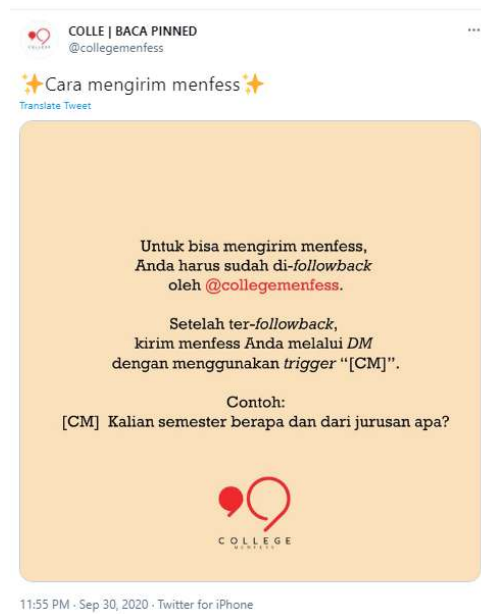 COLLE | BACA PINNED
@collegemenfess
✨Cara mengirim menfess✨
Translate Tweet
Untuk bisa mengirim menfess,
Anda harus sudah di-followback
oleh @collegemenfess.
Setelah ter-followback,
kirim menfess Anda melalui DM
dengan menggunakan trigger “[CM]”.
Contoh:
[CM] Kalian semester berapa dan dari jurusan apa?
COLLEGE
MENFESS
11:55 PM · Sep 30, 2020 · Twitter for iPhone